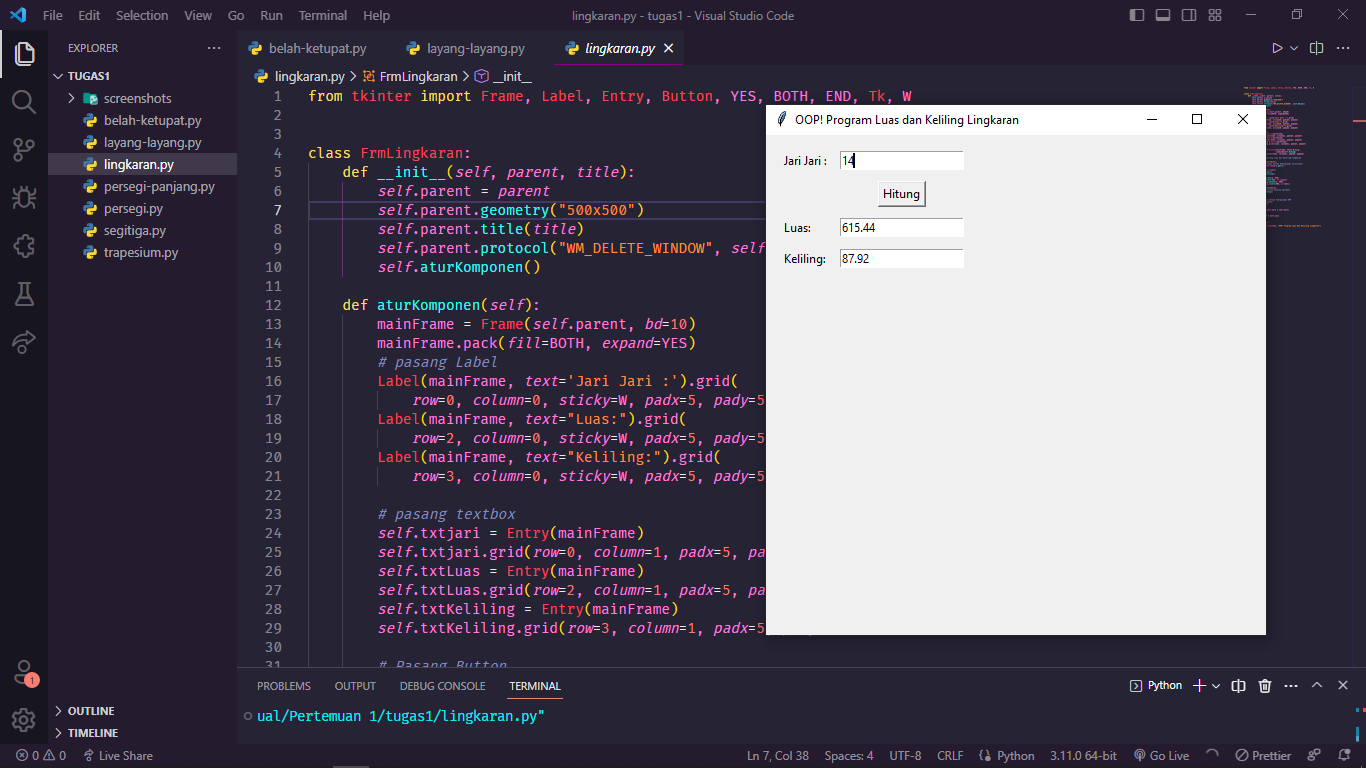 File Edit Selection View Go Run Terminal Help
lingkaran.py - tugas1 - Visual Studio Code
EXPLORER
TUGAS1
screenshots
belah-ketupat.py
layang-layang.py
lingkaran.py
persegi-panjang.py
persegi.py
segitiga.py
trapesium.py
OUTLINE
TIMELINE
1
belah-ketupat.py layang-layang.py lingkaran.py
lingkaran.py > FrmLingkaran > __init__
1 from tkinter import Frame, Label, Entry, Button, YES, BOTH, END, Tk, W
2
3
4 class FrmLingkaran:
5 def __init__(self, parent, title):
6 self.parent = parent
7 self.parent.geometry("500x500")
8 self.parent.title(title)
9 self.parent.protocol("WM_DELETE_WINDOW", self
10 self.aturKomponen()
11
12 def aturKomponen(self):
13 mainFrame = Frame(self.parent, bd=10)
14 mainFrame.pack(fill=BOTH, expand=YES)
15 # pasang Label
16 Label(mainFrame, text='Jari Jari :').grid(
17 row=0, column=0, sticky=W, padx=5, pady=5
18 Label(mainFrame, text="Luas:").grid(
19 row=2, column=0, sticky=W, padx=5, pady=5
20 Label(mainFrame, text="Keliling:").grid(
21 row=3, column=0, sticky=W, padx=5, pady=5
22
23 # pasang textbox
24 self.txtjari = Entry(mainFrame)
25 self.txtjari.grid(row=0, column=1, padx=5, pa
26 self.txtLuas = Entry(mainFrame)
27 self.txtLuas.grid(row=2, column=1, padx=5, pa
28 self.txtKeliling = Entry(mainFrame)
29 self.txtKeliling.grid(row=3, column=1, padx=5
30
31 # Pasang Button
OOP! Program Luas dan Keliling Lingkaran
Jari Jari : 14
Hitung
Luas: 615.44
Keliling: 87.92
PROBLEMS OUTPUT DEBUG CONSOLE TERMINAL
Python
ual/Pertemuan 1/tugas1/lingkaran.py"
0 0 Live Share
Ln 7, Col 38 Spaces: 4 UTF-8 CRLF Python 3.11.0 64-bit Go Live Prettier